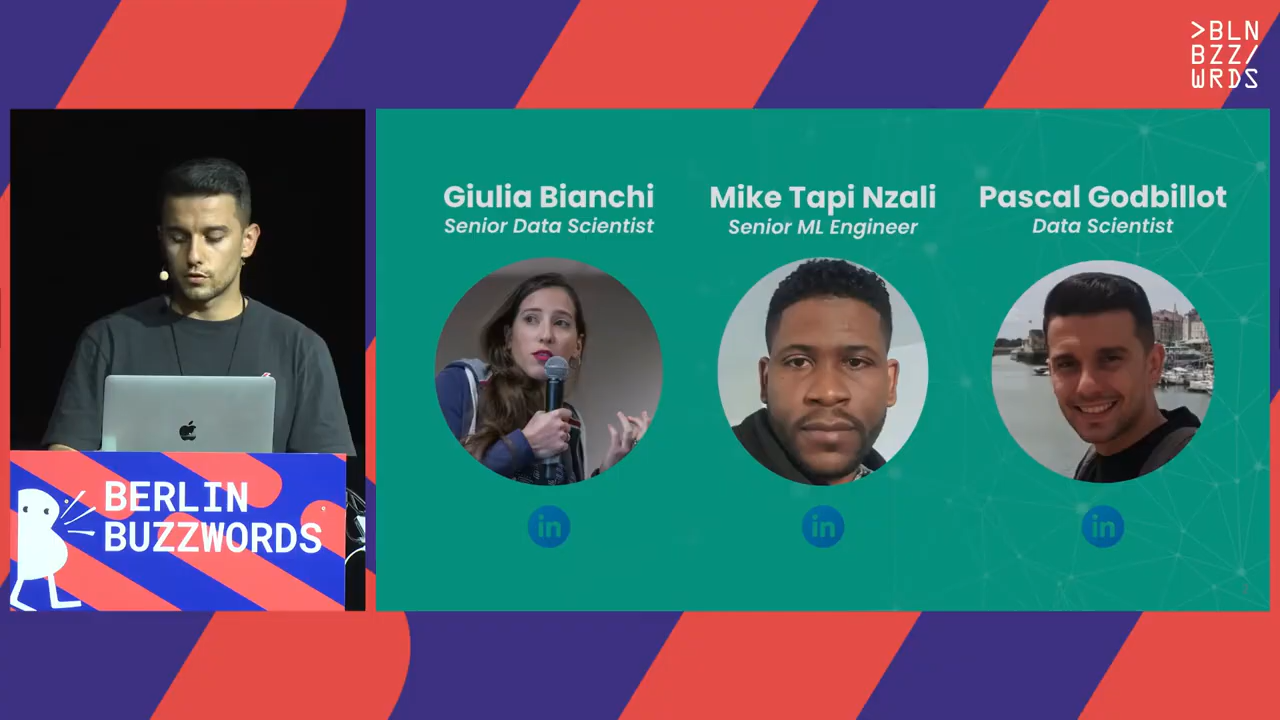 >BLN
BZZ/
WRDS
Giulia Bianchi
Senior Data Scientist
Mike Tapi Nzali
Senior ML Engineer
Pascal Godbillot
Data Scientist
in
in
in
BERLIN
BUZZWORDS